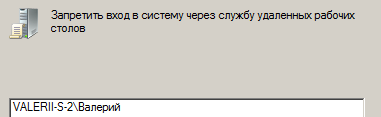 Запретить вход в систему через службу удаленных рабочих
столов
VALERII-S-2\Валерий